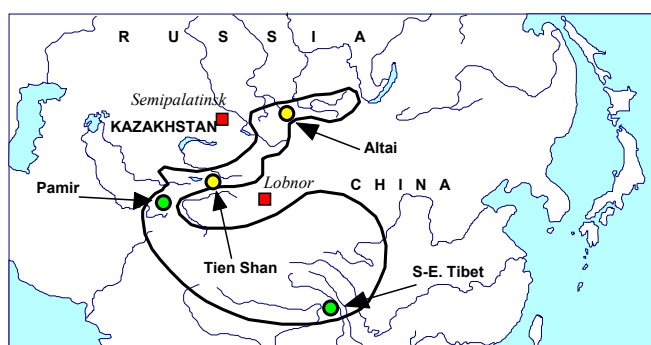 R U S S I A
Semipalatinsk
KAZAKHSTAN
Altai
Pamir
Lobnor
C H I N A
Tien Shan
S-E. Tibet